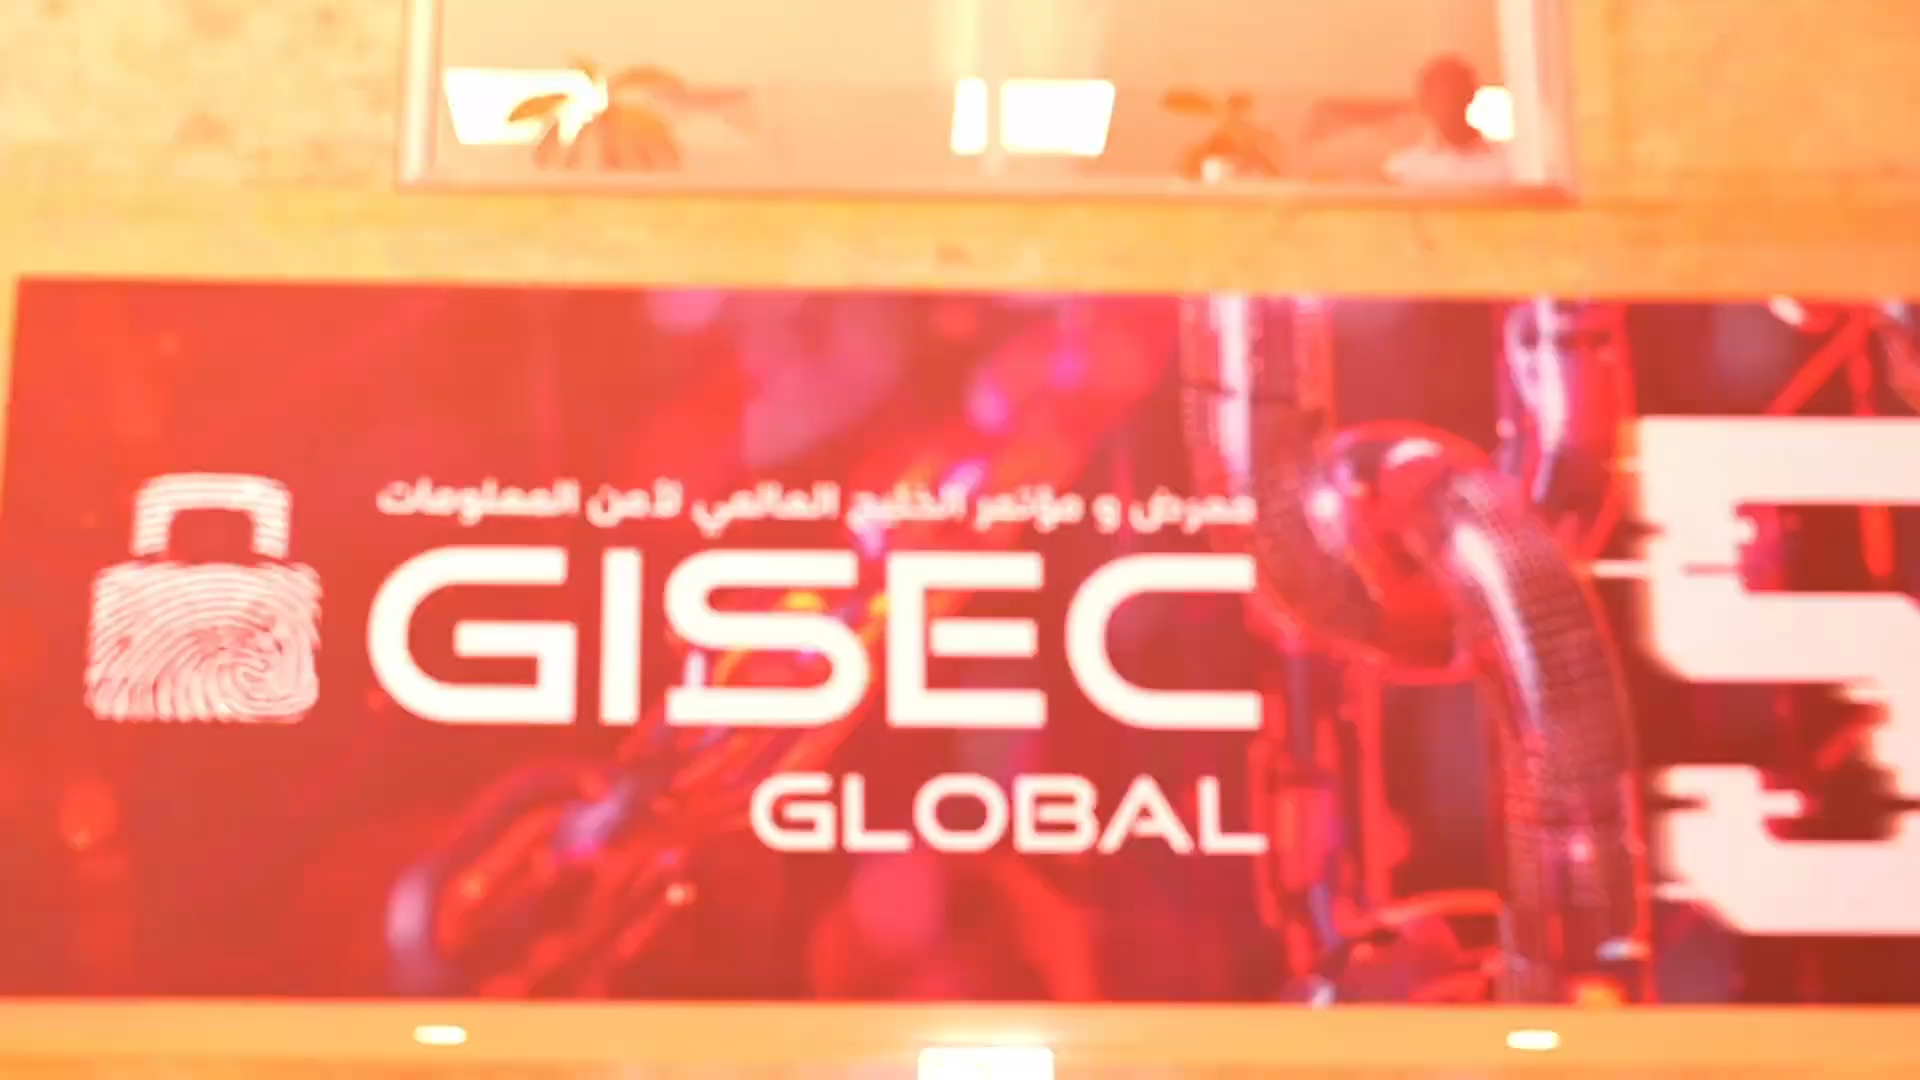 معرض و مؤتمر الخليج العالمي لأمن المعلومات
GISEC
GLOBAL